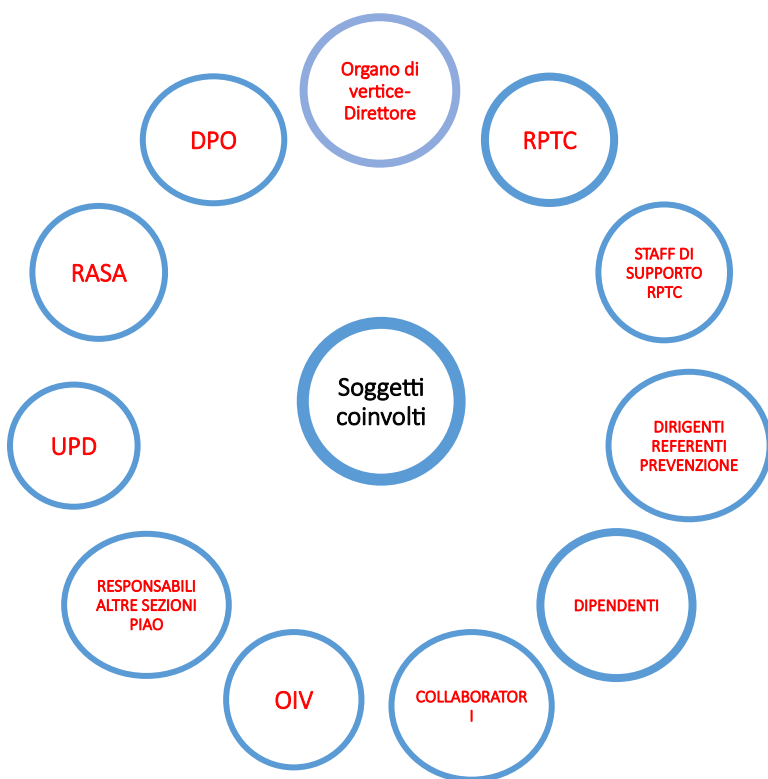 Organo di
vertice-
Direttore
RPTC
STAFF DI
SUPPORTO
RPTC
DIRIGENTI
REFERENTI
PREVENZIONE
DIPENDENTI
COLLABORATOR
I
OIV
RESPONSABILI
ALTRE SEZIONI
PIAO
UPD
RASA
DPO
Soggetti
coinvolti